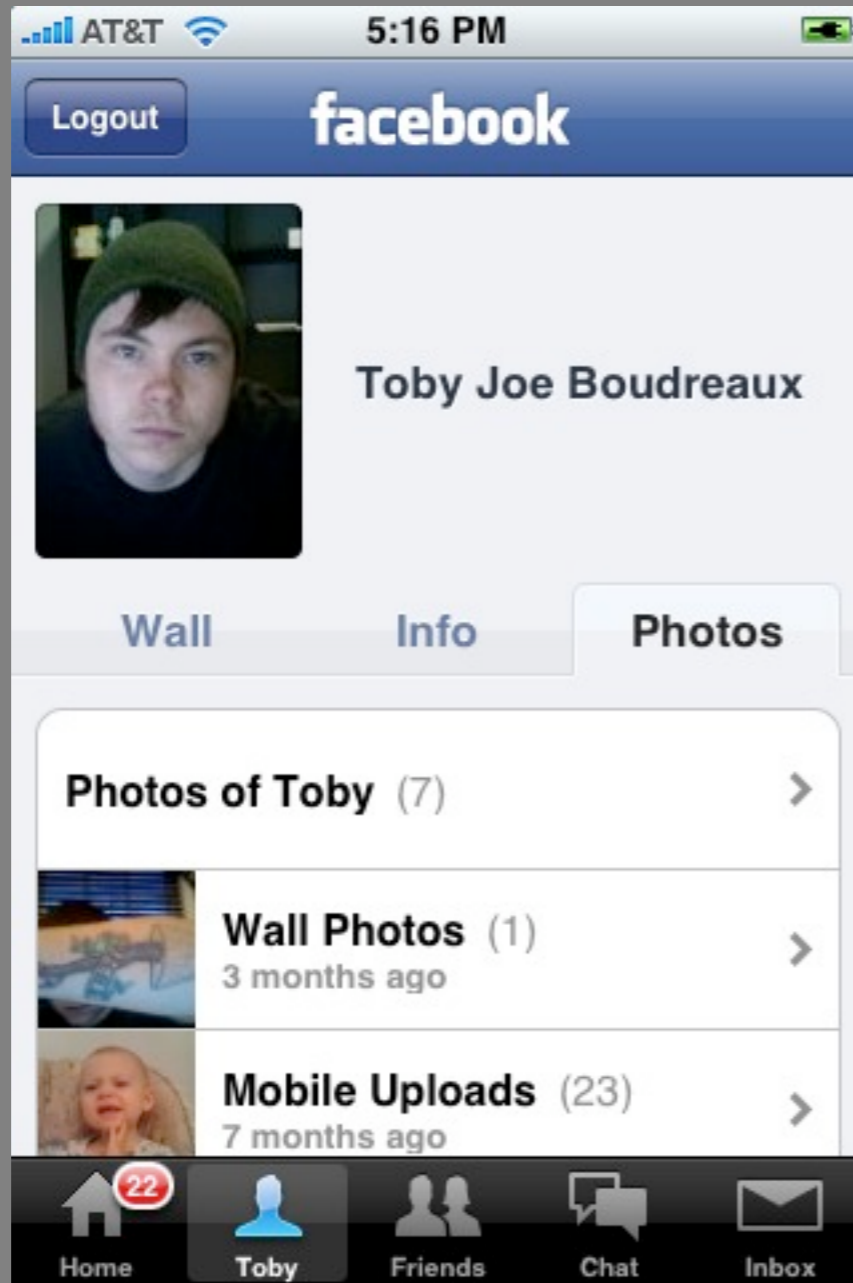 AT&T 5:16 PM
Logout facebook
Toby Joe Boudreaux
Wall Info Photos
Photos of Toby (7)
Wall Photos (1)
3 months ago
Mobile Uploads (23)
7 months ago
22
Home Toby Friends Chat Inbox